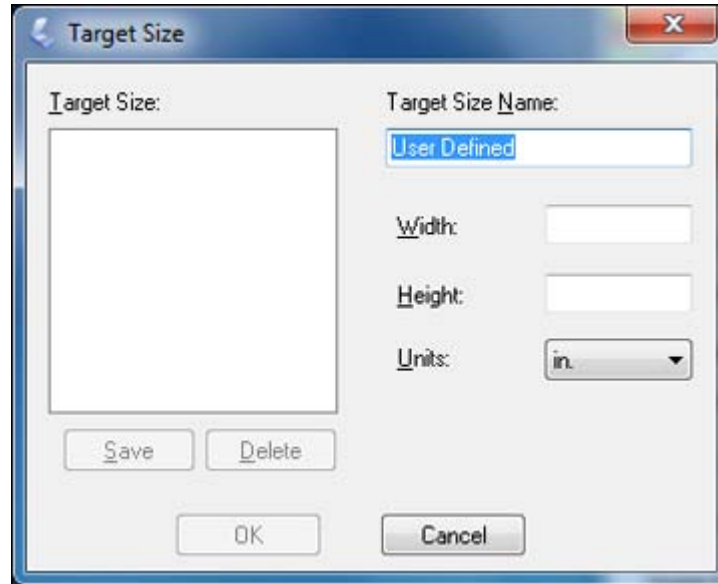 Target Size
Target Size:
Target Size Name:
User Defined
Width:
Height:
Units:
in.
Save
Delete
OK
Cancel